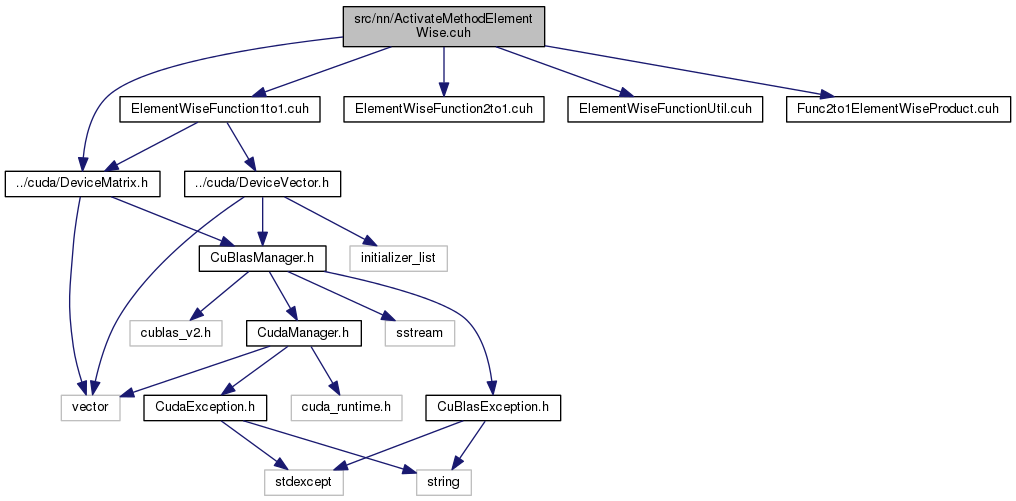 src/nn/ActivateMethodElement
Wise.cuh
ElementWiseFunction1to1.cuh
ElementWiseFunction2to1.cuh
ElementWiseFunctionUtil.cuh
Func2to1ElementWiseProduct.cuh
../cuda/DeviceMatrix.h
../cuda/DeviceVector.h
CuBlasManager.h
initializer_list
cublas_v2.h
CudaManager.h
sstream
vector
CudaException.h
cuda_runtime.h
CuBlasException.h
stdexcept
string